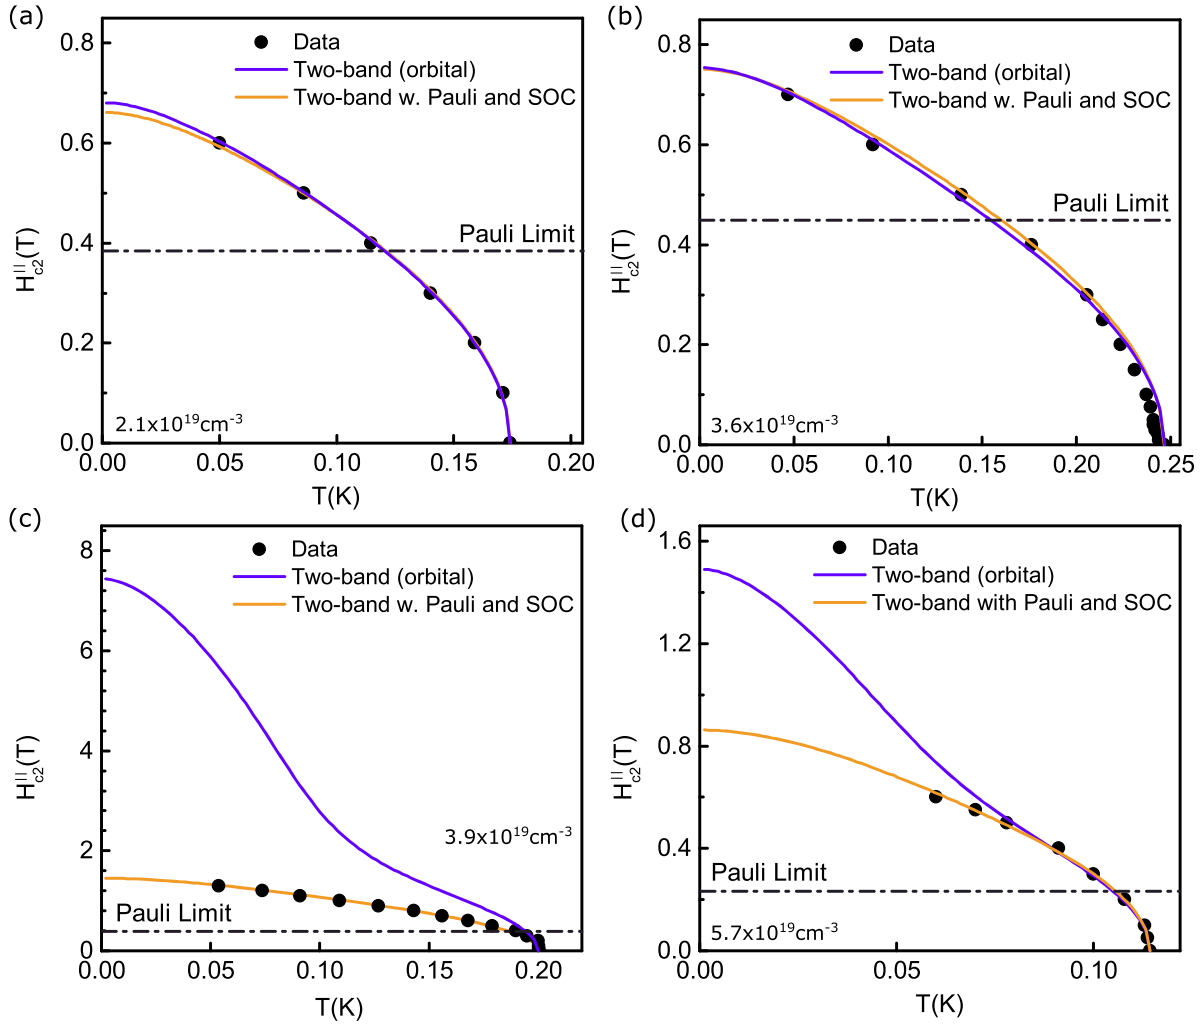 (a)
0.8
0.6
0.4
0.2
0.0
0.00 0.05 0.10 0.15 0.20
H||c2(T)
T(K)
Data
Two-band (orbital)
Two-band w. Pauli and SOC
Pauli Limit
2.1x10¹⁹cm⁻³
(b)
0.8
0.6
0.4
0.2
0.0
0.00 0.05 0.10 0.15 0.20 0.25
H||c2(T)
T(K)
Data
Two-band (orbital)
Two-band w. Pauli and SOC
Pauli Limit
3.6x10¹⁹cm⁻³
(c)
8
6
4
2
0
0.00 0.05 0.10 0.15 0.20
H||c2(T)
T(K)
Data
Two-band (orbital)
Two-band w. Pauli and SOC
3.9x10¹⁹cm⁻³
Pauli Limit
(d)
1.6
1.2
0.8
0.4
0.0
0.00 0.05 0.10
H||c2(T)
T(K)
Data
Two-band (orbital)
Two-band with Pauli and SOC
Pauli Limit
5.7x10¹⁹cm⁻³